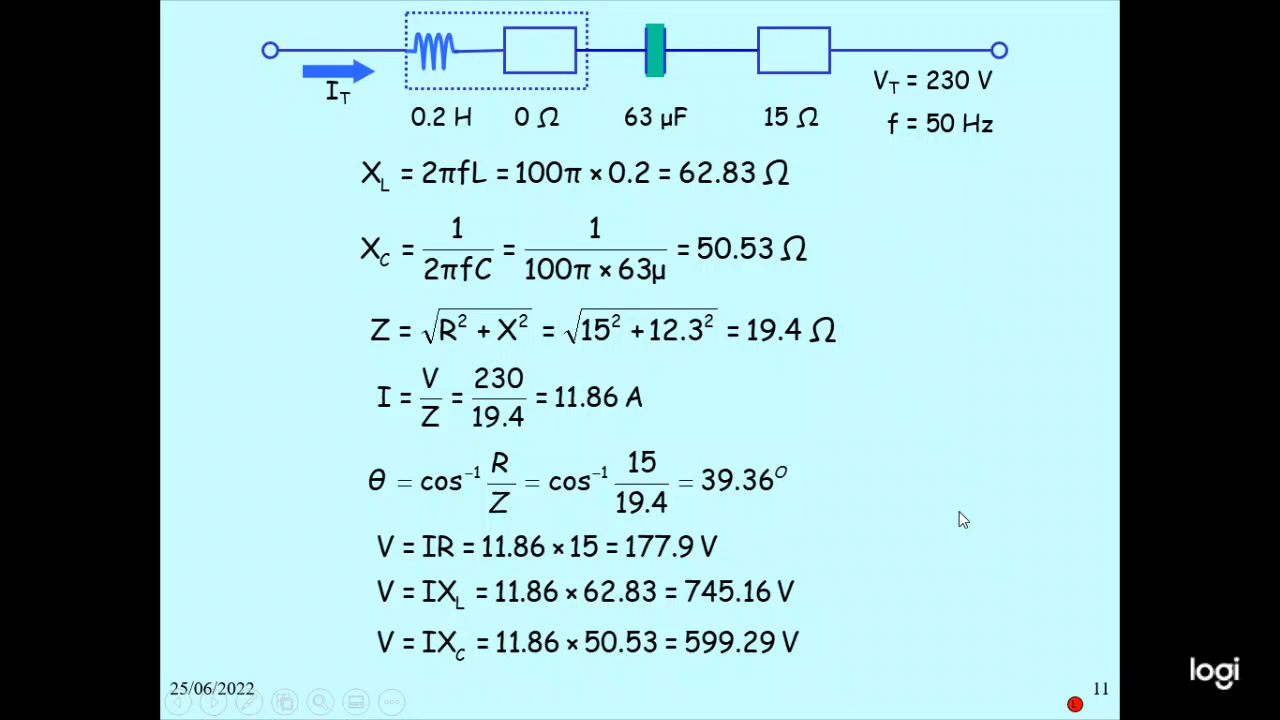 I_T
V_T = 230 V
0.2 H 0 Ω 63 µF 15 Ω
f = 50 Hz
X_L = 2πfL = 100π × 0.2 = 62.83 Ω
X_C = 1 / 2πfC = 1 / 100π × 63µ = 50.53 Ω
Z = √R² + X² = √15² + 12.3² = 19.4 Ω
I = V / Z = 230 / 19.4 = 11.86 A
θ = cos⁻¹ R / Z = cos⁻¹ 15 / 19.4 = 39.36°
V = IR = 11.86 × 15 = 177.9 V
V = IX_L = 11.86 × 62.83 = 745.16 V
V = IX_C = 11.86 × 50.53 = 599.29 V
logi
25/06/2022
11
L